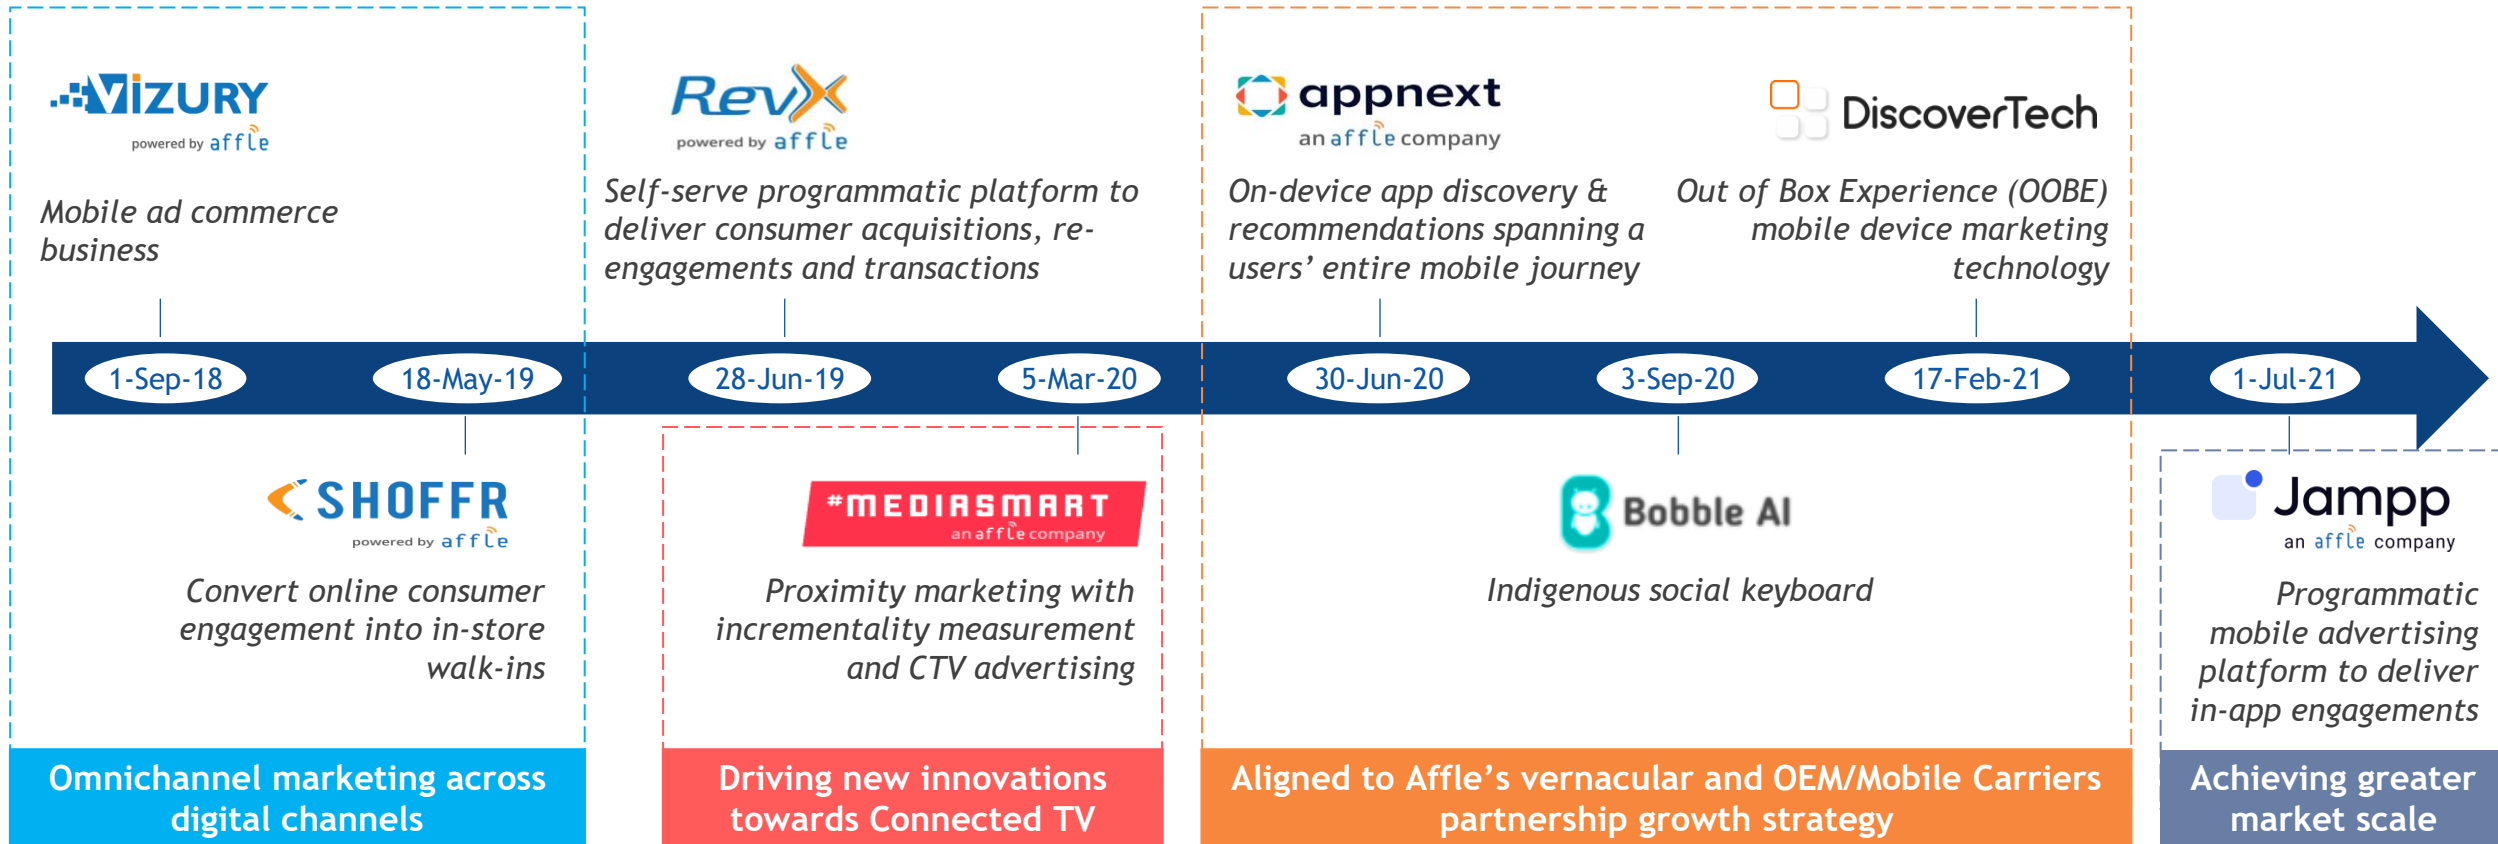 VIZURY
powered by affle
Mobile ad commerce
business
RevX
powered by affle
Self-serve programmatic platform to
deliver consumer acquisitions, re-
engagements and transactions
appnext
an affle company
On-device app discovery &
recommendations spanning a
users’ entire mobile journey
DiscoverTech
Out of Box Experience (OOBE)
mobile device marketing
technology
1-Sep-18
18-May-19
28-Jun-19
5-Mar-20
30-Jun-20
3-Sep-20
17-Feb-21
1-Jul-21
SHOFFR
powered by affle
Convert online consumer
engagement into in-store
walk-ins
#MEDIASMART
an affle company
Proximity marketing with
incrementality measurement
and CTV advertising
Bobble AI
Indigenous social keyboard
Jampp
an affle company
Programmatic
mobile advertising
platform to deliver
in-app engagements
Omnichannel marketing across
digital channels
Driving new innovations
towards Connected TV
Aligned to Affle’s vernacular and OEM/Mobile Carriers
partnership growth strategy
Achieving greater
market scale